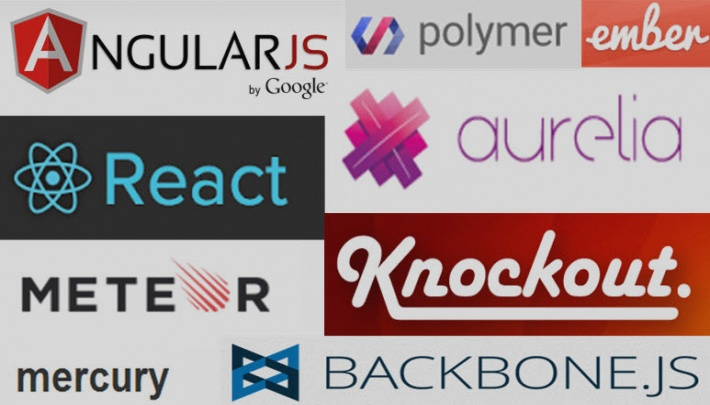 ANGULARJS
by Google
polymer
ember
React
aurelia
METEOR
Knockout.
mercury
BACKBONE.JS